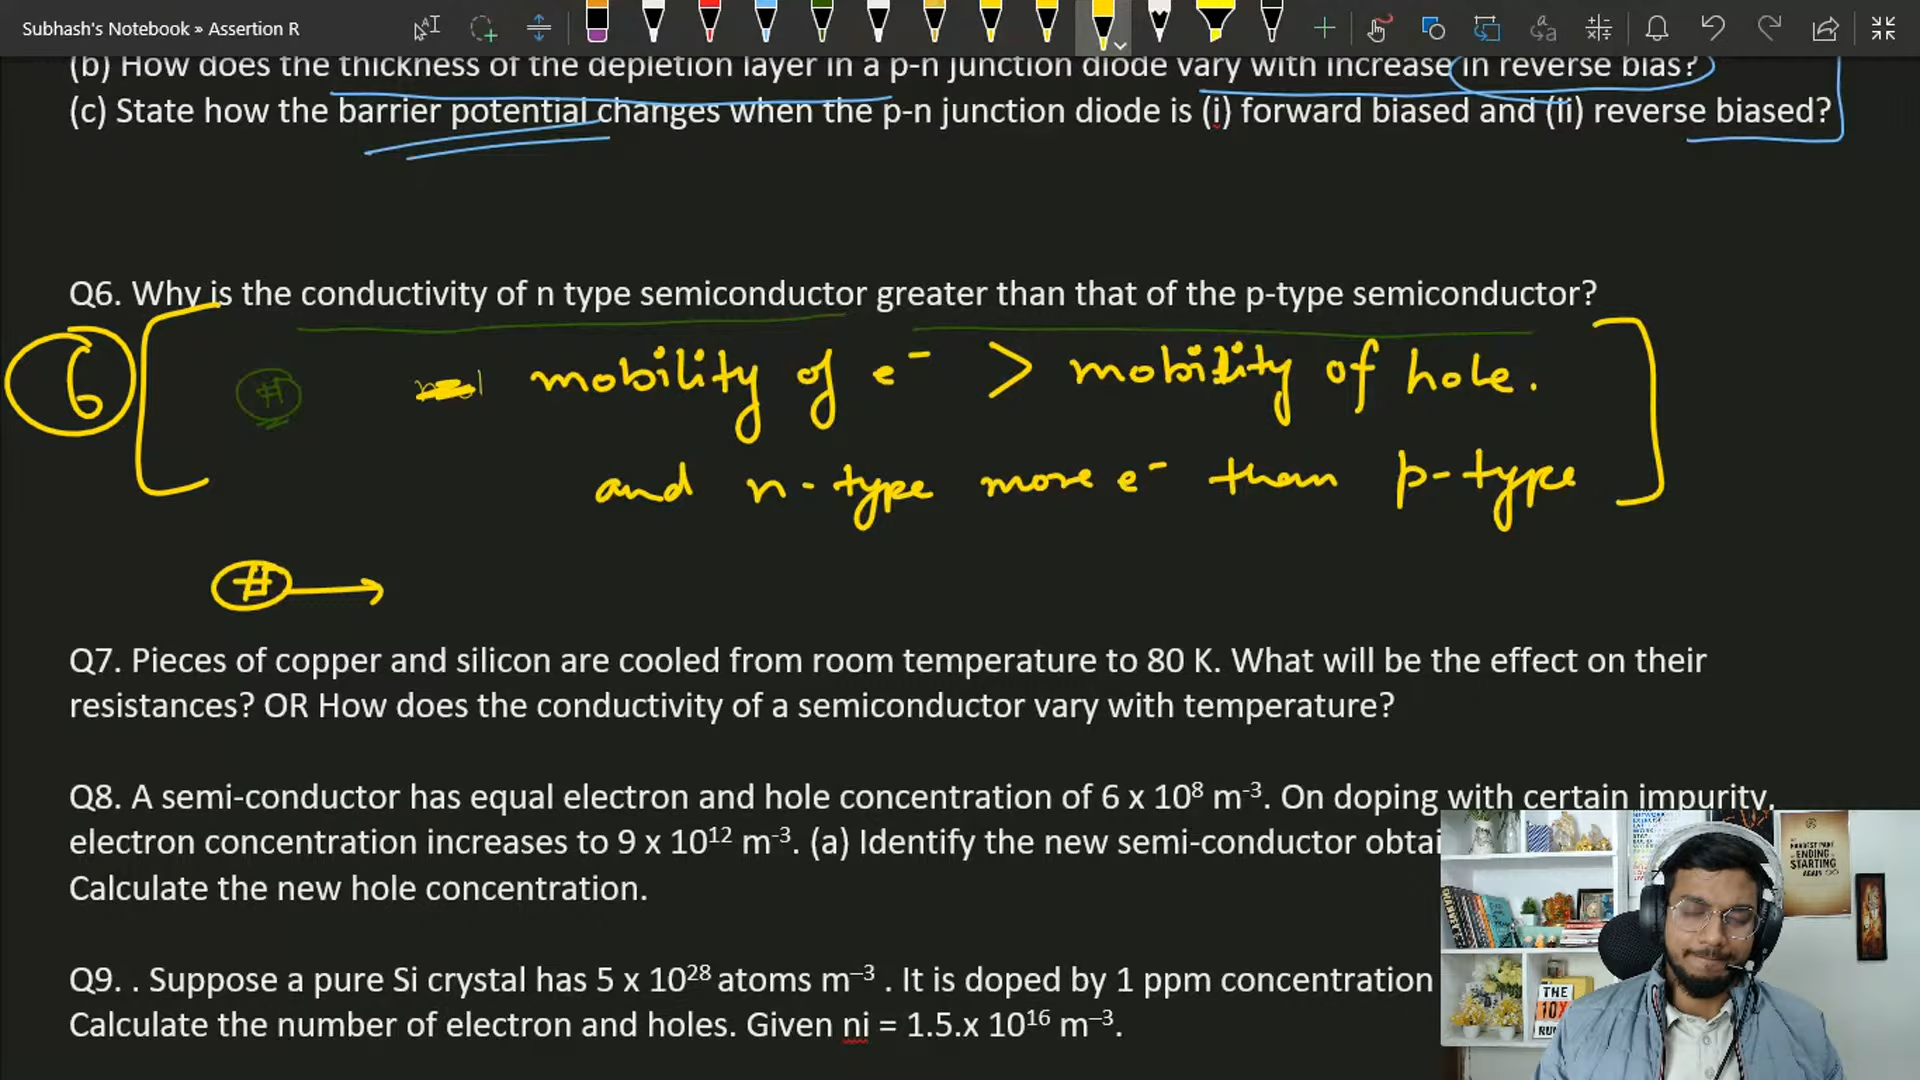 Subhash's Notebook » Assertion R
(b) How does the thickness of the depletion layer in a p-n junction diode vary with increase in reverse bias?
(c) State how the barrier potential changes when the p-n junction diode is (i) forward biased and (ii) reverse biased?
Q6. Why is the conductivity of n type semiconductor greater than that of the p-type semiconductor?
6
# mobility of e⁻ > mobility of hole.
and n-type more e⁻ than p-type
# →
Q7. Pieces of copper and silicon are cooled from room temperature to 80 K. What will be the effect on their
resistances? OR How does the conductivity of a semiconductor vary with temperature?
Q8. A semi-conductor has equal electron and hole concentration of 6 x 10⁸ m⁻³. On doping with certain impurity,
electron concentration increases to 9 x 10¹² m⁻³. (a) Identify the new semi-conductor
Calculate the new hole concentration.
Q9. . Suppose a pure Si crystal has 5 x 10²⁸ atoms m⁻³ . It is doped by 1 ppm concentration
Calculate the number of electron and holes. Given ni = 1.5.x 10¹⁶ m⁻³.
HARDEST PART
ENDING
STARTING
AGAIN
THE
10X